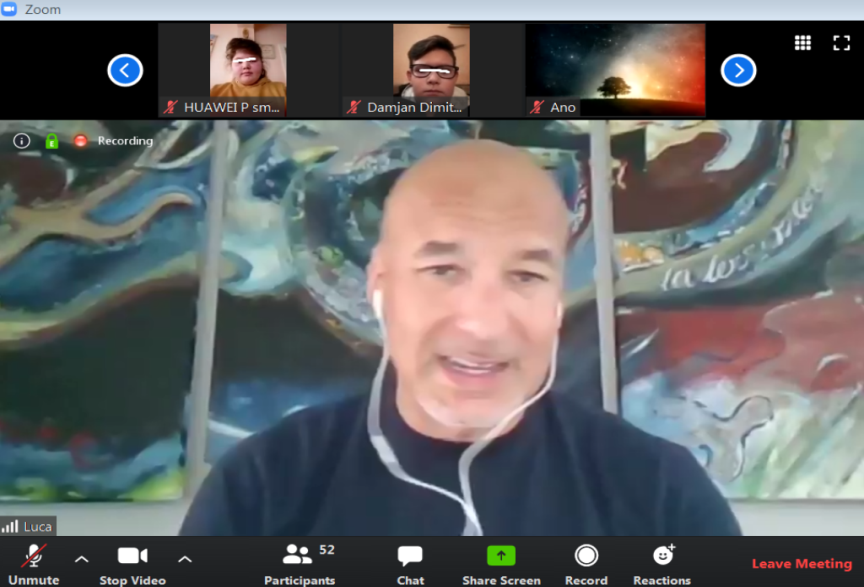 Zoom
HUAWEI P sm...
Damjan Dimit...
Ano
Recording
Luca
52
Unmute
Stop Video
Participants
Chat
Share Screen
Record
Reactions
Leave Meeting